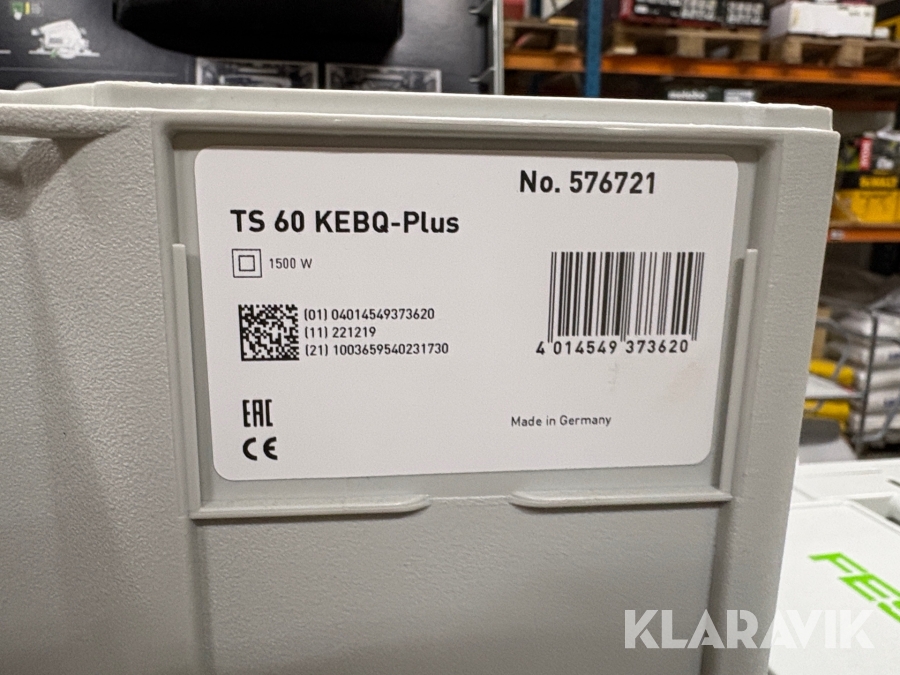 No. 576721
TS 60 KEBQ-Plus
1500 W
(01) 04014549373620
(11) 221219
(21) 1003659540231730
4 014549 373620
EAC
CE
Made in Germany
FES
KLARAVIK